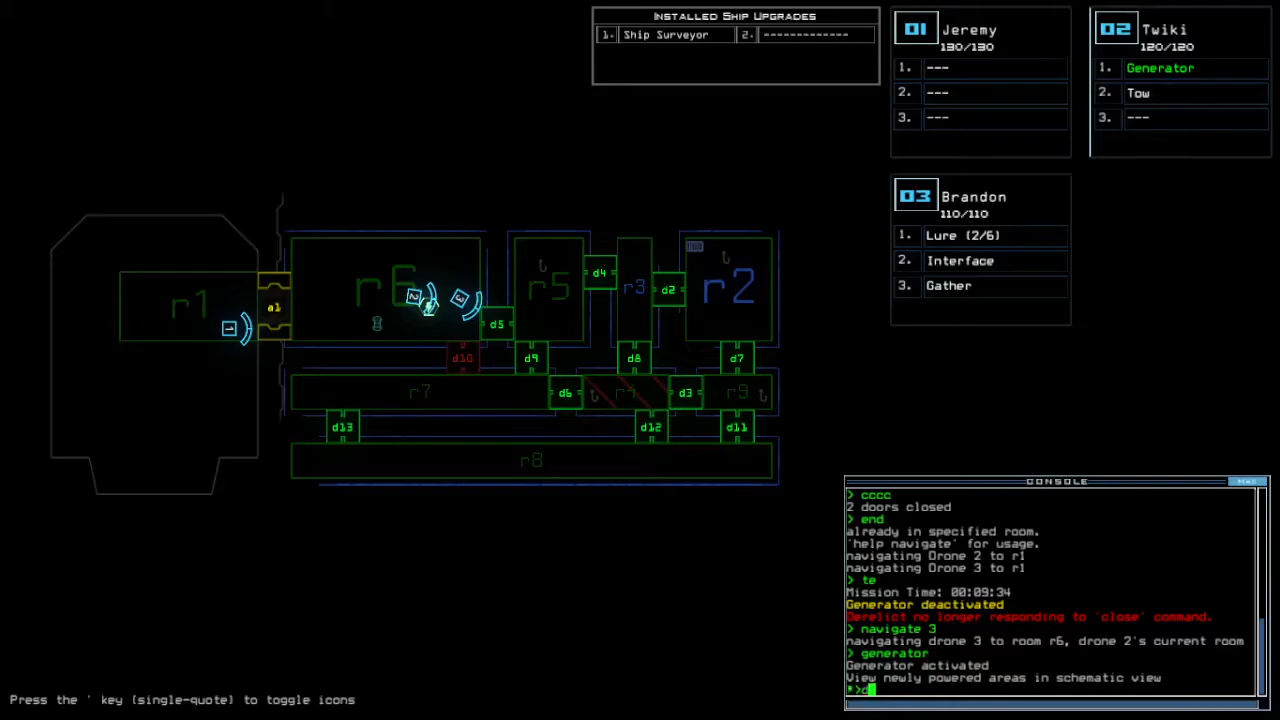 Installed Ship Upgrades
1. Ship Surveyor 2. -------------
01 Jeremy
130/130
1. ---
2. ---
3. ---
02 Twiki
120/120
1. Generator
2. Tow
3. ---
03 Brandon
110/110
1. Lure (2/6)
2. Interface
3. Gather
r1
a1
r6
2
3
1
d5
r5
d4
r3
d2
r2
d10
d9
d8
d7
r7
d6
r4
d3
r9
d13
d12
d11
r8
CONSOLE
> cccc
2 doors closed
> end
already in specified room.
'help navigate' for usage.
navigating Drone 2 to r1
navigating Drone 3 to r1
> te
Mission Time: 00:09:34
Generator deactivated
Derelict no longer responding to 'close' command.
> navigate 3
navigating drone 3 to room r6, drone 2's current room
> generator
Generator activated
View newly powered areas in schematic view
>d
Press the ' key (single-quote) to toggle icons